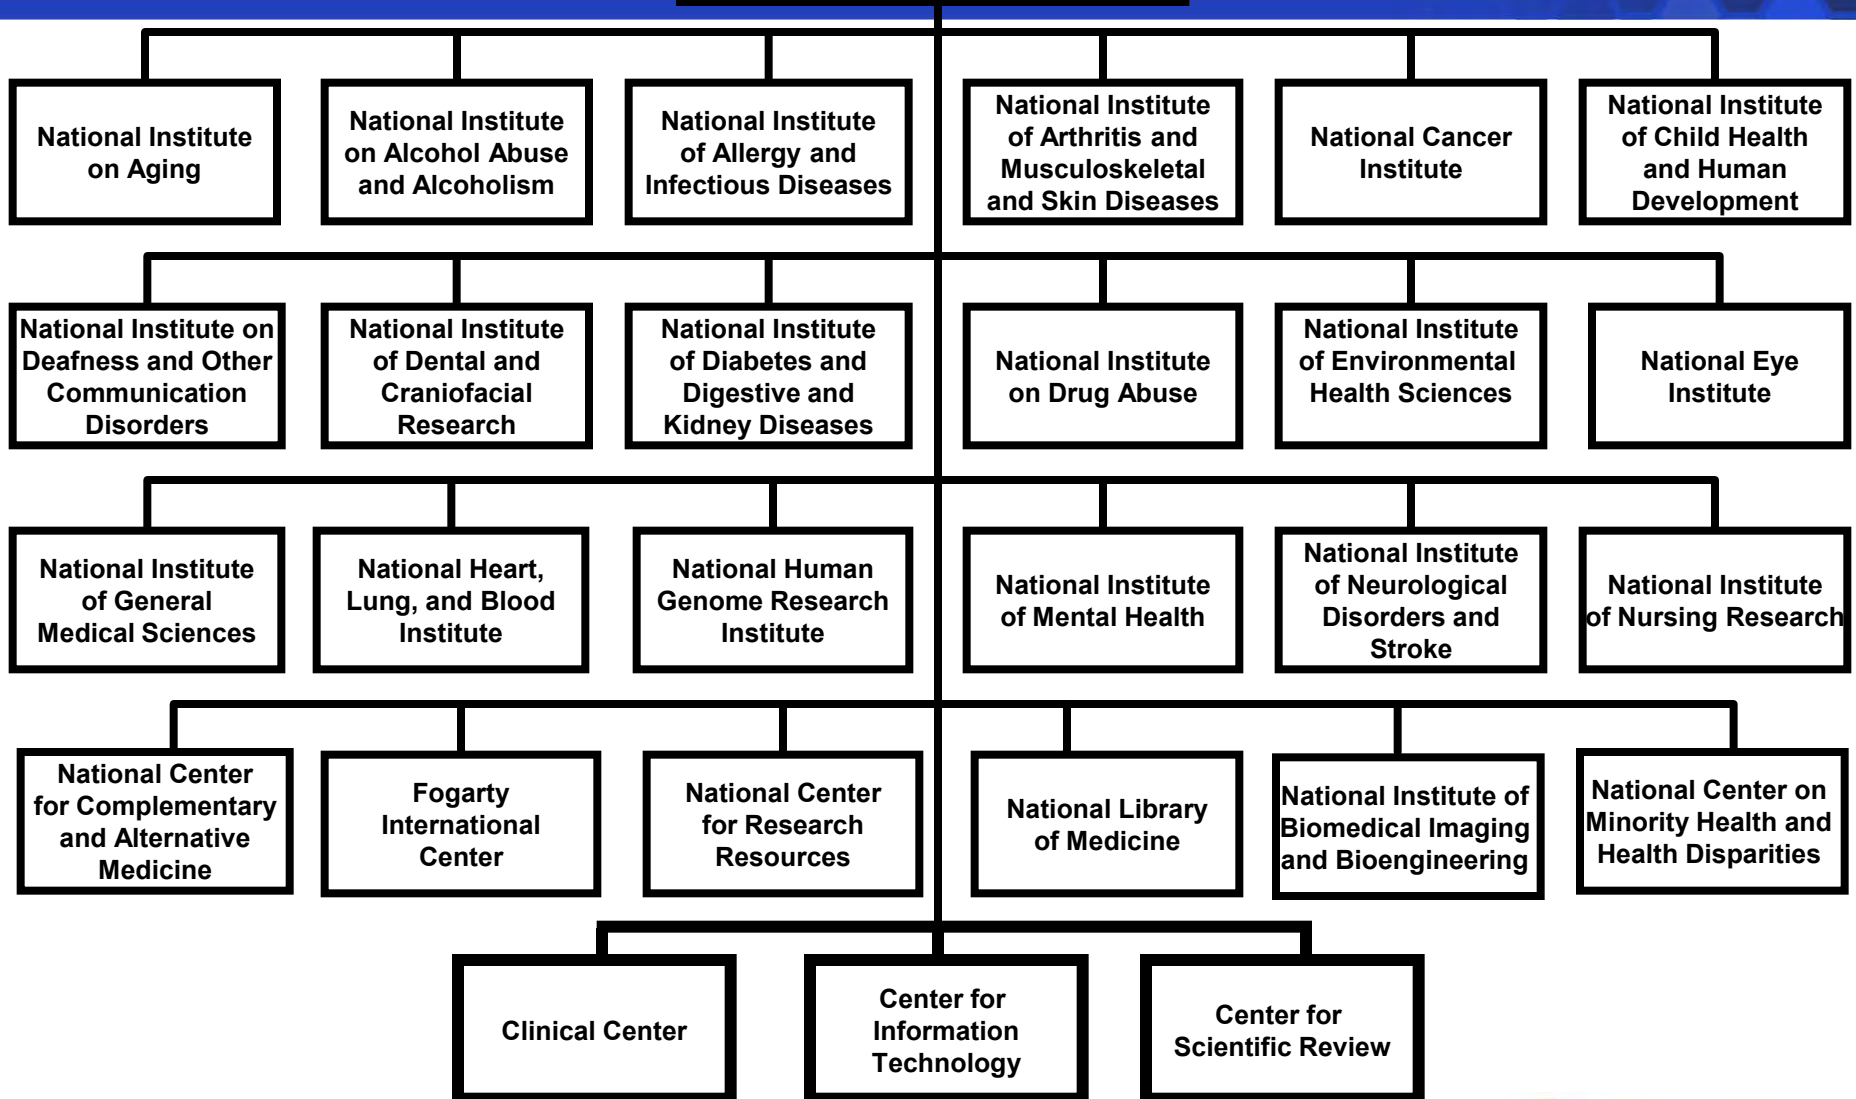 National Institute
on Aging
National Institute
on Alcohol Abuse
and Alcoholism
National Institute
of Allergy and
Infectious Diseases
National Institute
of Arthritis and
Musculoskeletal
and Skin Diseases
National Cancer
Institute
National Institute
of Child Health
and Human
Development
National Institute on
Deafness and Other
Communication
Disorders
National Institute
of Dental and
Craniofacial
Research
National Institute
of Diabetes and
Digestive and
Kidney Diseases
National Institute
on Drug Abuse
National Institute
of Environmental
Health Sciences
National Eye
Institute
National Institute
of General
Medical Sciences
National Heart,
Lung, and Blood
Institute
National Human
Genome Research
Institute
National Institute
of Mental Health
National Institute
of Neurological
Disorders and
Stroke
National Institute
of Nursing Research
National Center
for Complementary
and Alternative
Medicine
Fogarty
International
Center
National Center
for Research
Resources
National Library
of Medicine
National Institute of
Biomedical Imaging
and Bioengineering
National Center on
Minority Health and
Health Disparities
Clinical Center
Center for
Information
Technology
Center for
Scientific Review